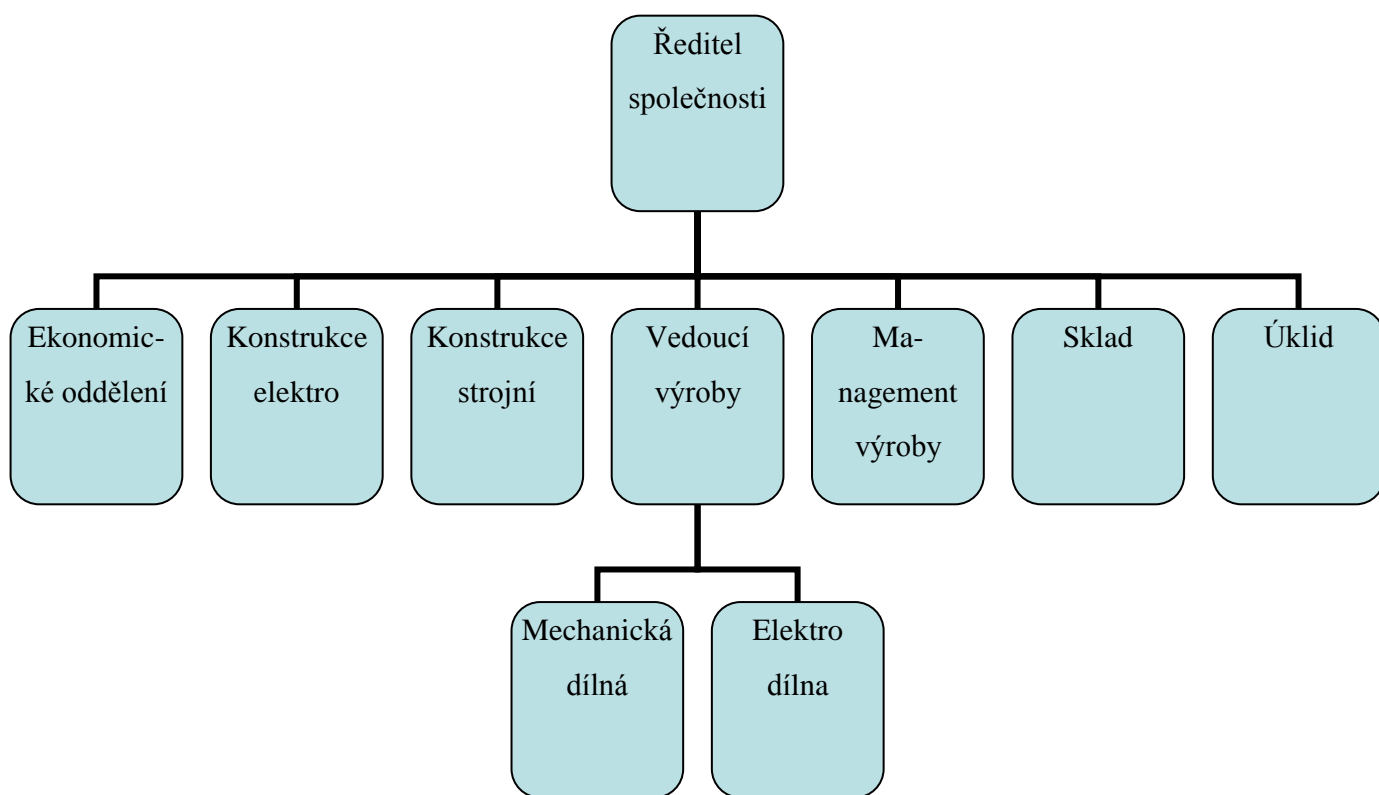 Ředitel
společnosti
Ekonomic-
ké oddělení
Konstrukce
elektro
Konstrukce
strojní
Vedoucí
výroby
Ma-
nagement
výroby
Sklad
Úklid
Mechanická
dílná
Elektro
dílna